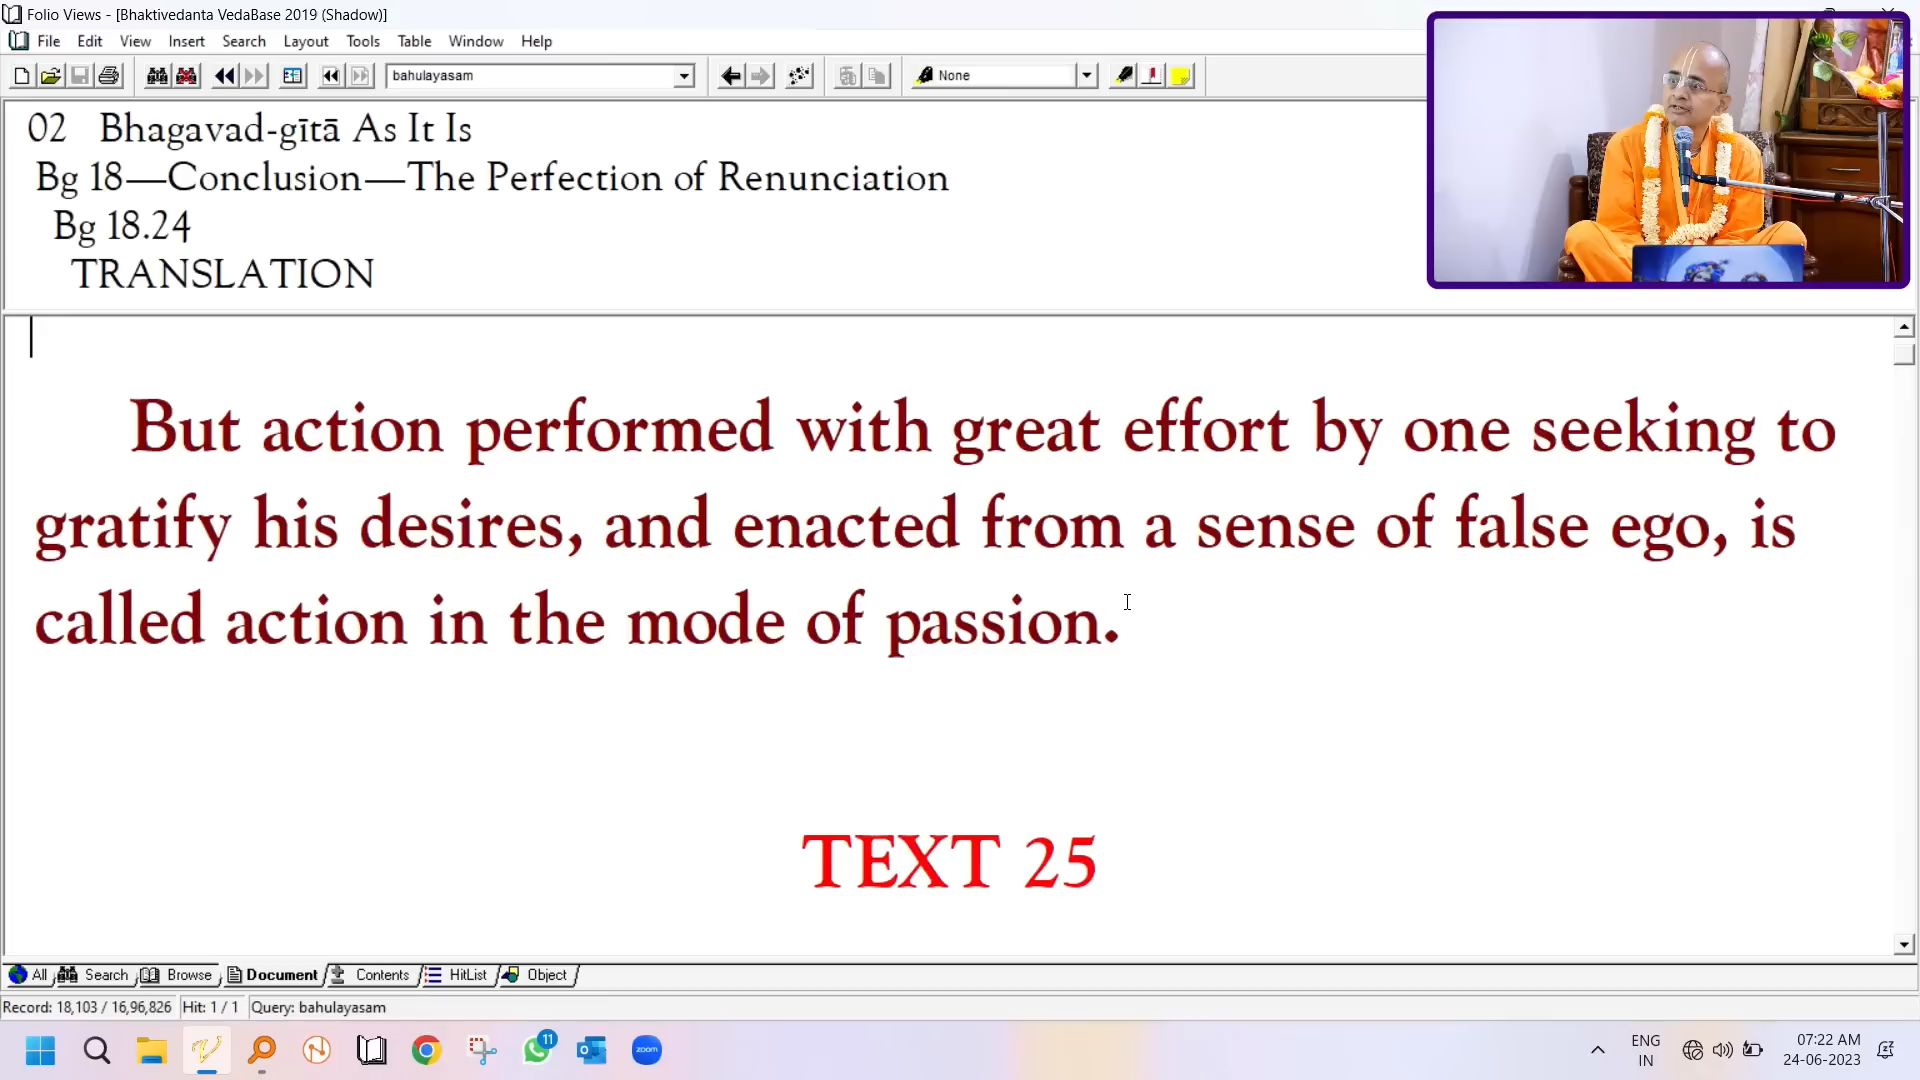 Folio Views - [Bhaktivedanta VedaBase 2019 (Shadow)]
File Edit View Insert Search Layout Tools Table Window Help
bahulayasam None
02 Bhagavad-gītā As It Is
Bg 18—Conclusion—The Perfection of Renunciation
Bg 18.24
TRANSLATION
But action performed with great effort by one seeking to
gratify his desires, and enacted from a sense of false ego, is
called action in the mode of passion.
TEXT 25
All Search Browse Document Contents HitList Object
Record: 18,103 / 16,96,826 Hit: 1 / 1 Query: bahulayasam
11
zoom
ENG
IN
07:22 AM
24-06-2023